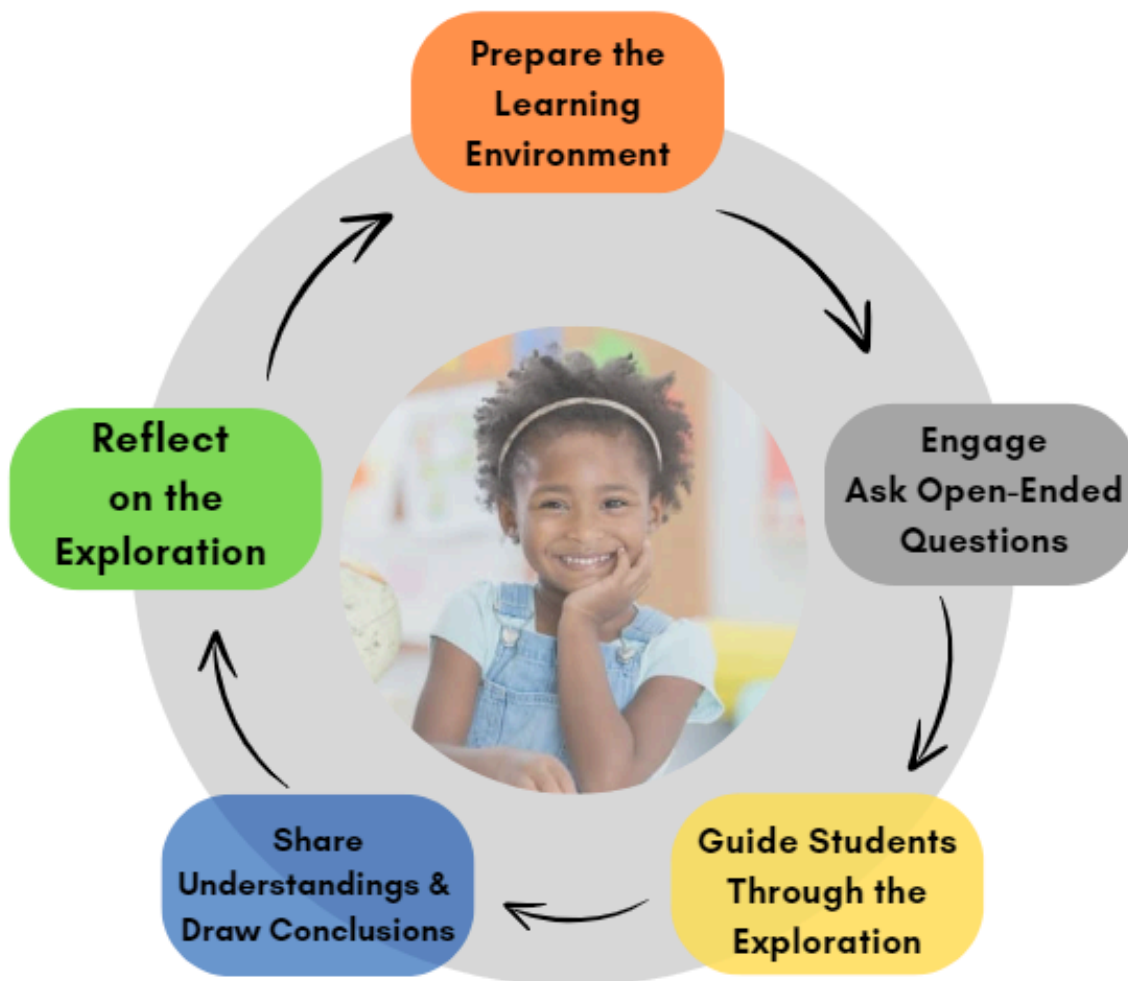 Prepare the
Learning
Environment
Engage
Ask Open-Ended
Questions
Guide Students
Through the
Exploration
Share
Understandings &
Draw Conclusions
Reflect
on the
Exploration